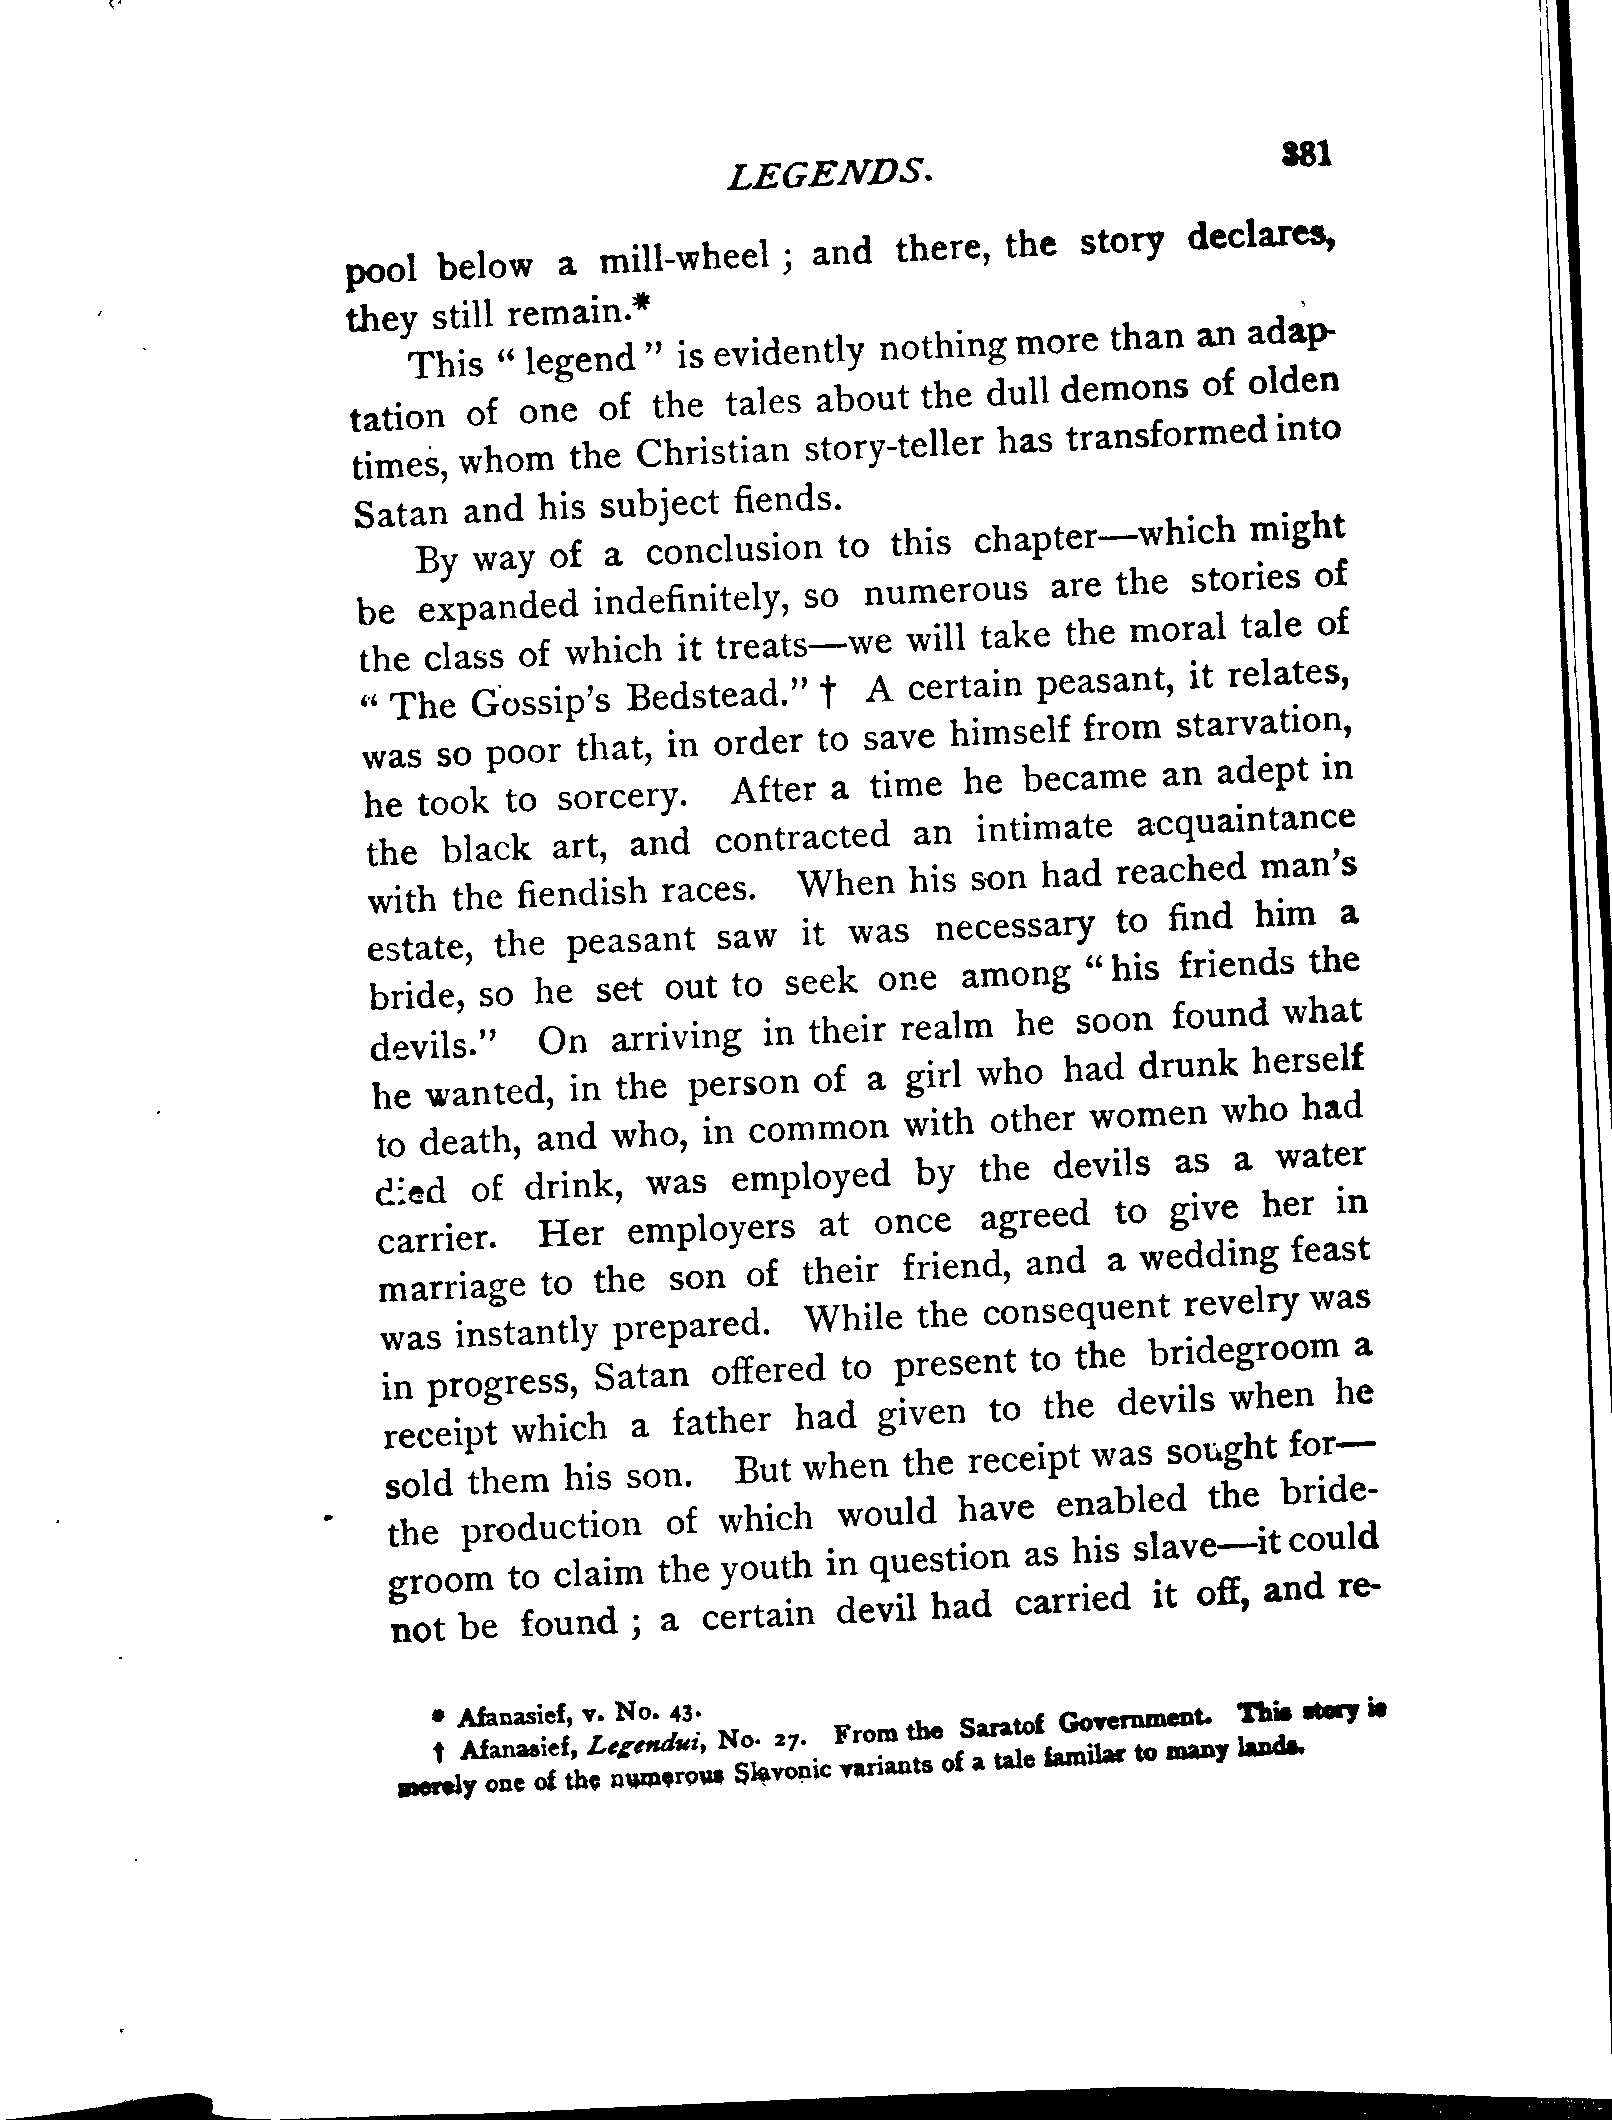 LEGENDS.
381
pool below a mill-wheel ; and there, the story declares,
they still remain.*
This “ legend ” is evidently nothing more than an adap-
tation of one of the tales about the dull demons of olden
times, whom the Christian story-teller has transformed into
Satan and his subject fiends.
By way of a conclusion to this chapter—which might
be expanded indefinitely, so numerous are the stories of
the class of which it treats—we will take the moral tale of
“ The Gossip's Bedstead.” † A certain peasant, it relates,
was so poor that, in order to save himself from starvation,
he took to sorcery. After a time he became an adept in
the black art, and contracted an intimate acquaintance
with the fiendish races. When his son had reached man's
estate, the peasant saw it was necessary to find him a
bride, so he set out to seek one among “ his friends the
devils.” On arriving in their realm he soon found what
he wanted, in the person of a girl who had drunk herself
to death, and who, in common with other women who had
died of drink, was employed by the devils as a water
carrier. Her employers at once agreed to give her in
marriage to the son of their friend, and a wedding feast
was instantly prepared. While the consequent revelry was
in progress, Satan offered to present to the bridegroom a
receipt which a father had given to the devils when he
sold them his son. But when the receipt was sought for—
the production of which would have enabled the bride-
groom to claim the youth in question as his slave—it could
not be found ; a certain devil had carried it off, and re-
* Afanasief, v. No. 43.
† Afanasief, Legendui, No. 27. From the Saratof Government. This story is
merely one of the numerous Slavonic variants of a tale familar to many lands.